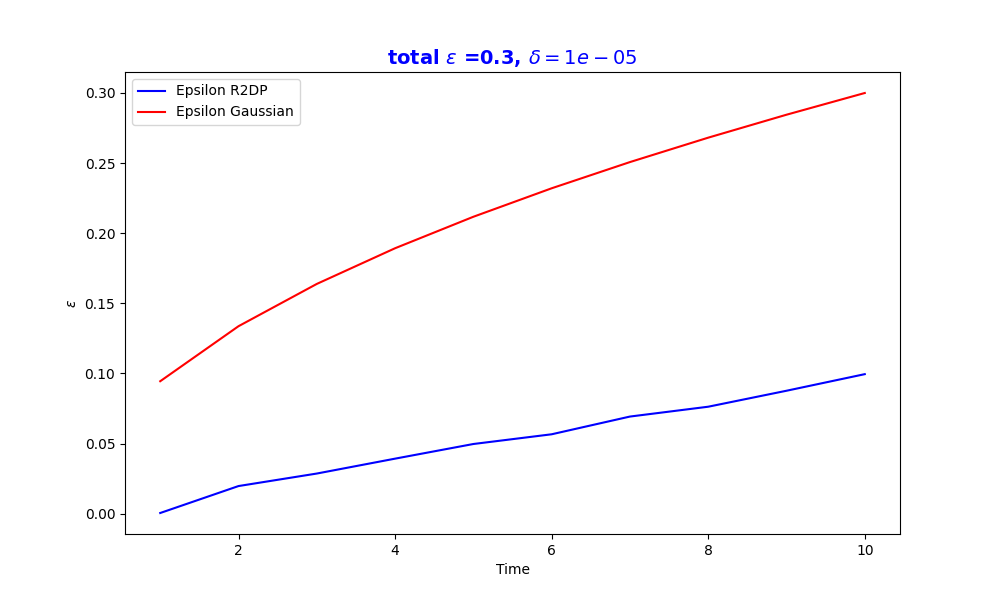 total ε =0.3, δ = 1e − 05
Epsilon R2DP
Epsilon Gaussian
0.30
0.25
0.20
0.15
0.10
0.05
0.00
ε
2 4 6 8 10
Time